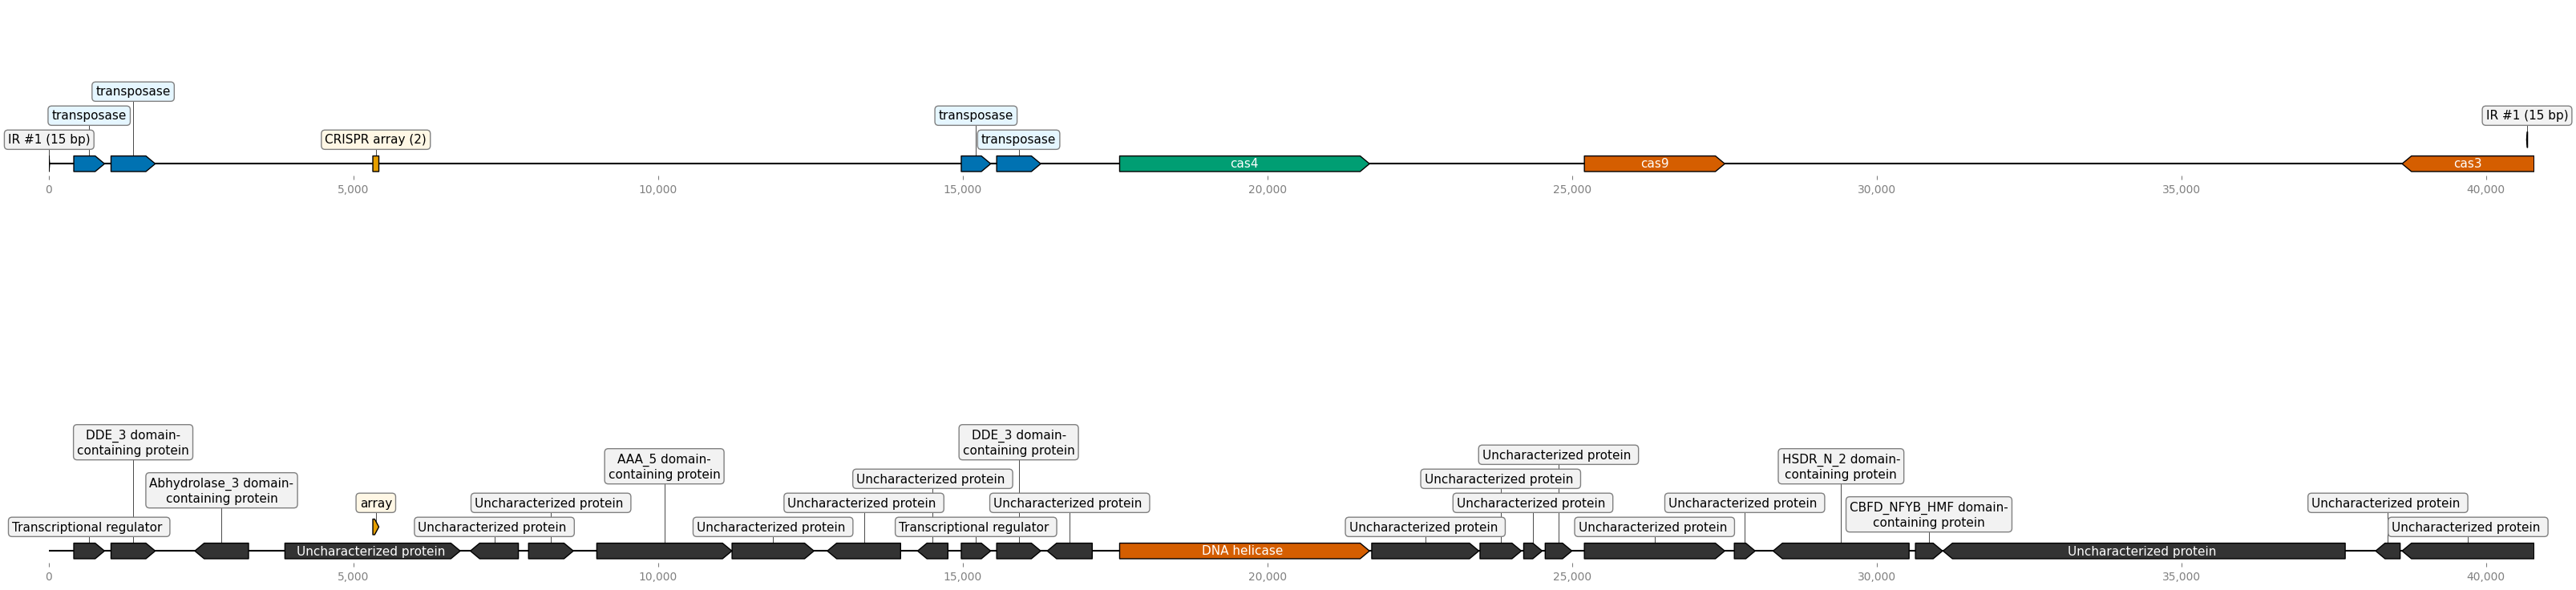 transposase
transposase
transposase
IR #1 (15 bp)
IR #1 (15 bp)
CRISPR array (2)
transposase
cas4
cas9
cas3
0
5,000
10,000
15,000
20,000
25,000
30,000
35,000
40,000
DDE_3 domain-
containing protein
DDE_3 domain-
containing protein
Uncharacterized protein
AAA_5 domain-
containing protein
HSDR_N_2 domain-
containing protein
Abhydrolase_3 domain-
containing protein
Uncharacterized protein
Uncharacterized protein
array
Uncharacterized protein
Uncharacterized protein
Uncharacterized protein
Uncharacterized protein
Uncharacterized protein
Uncharacterized protein
CBFD_NFYB_HMF domain-
containing protein
Transcriptional regulator
Uncharacterized protein
Uncharacterized protein
Transcriptional regulator
Uncharacterized protein
Uncharacterized protein
Uncharacterized protein
Uncharacterized protein
DNA helicase
Uncharacterized protein
0
5,000
10,000
15,000
20,000
25,000
30,000
35,000
40,000